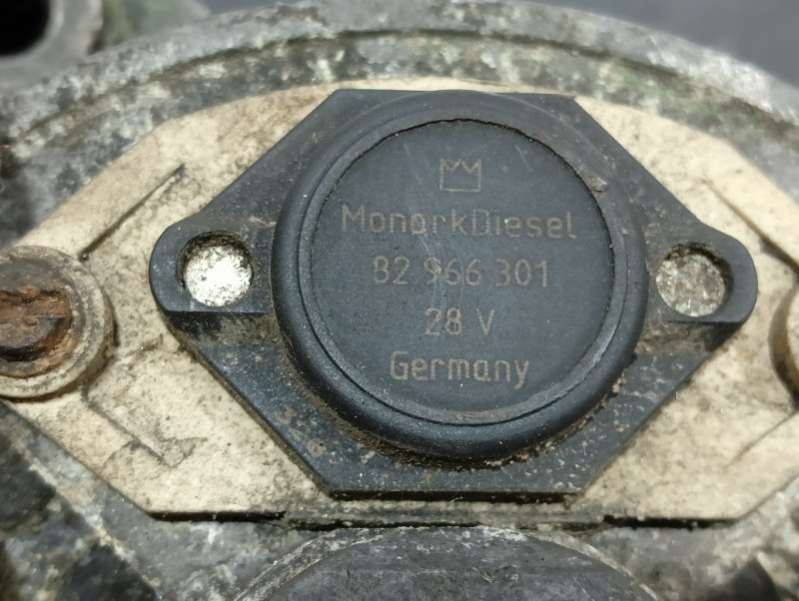 MonarkDiesel
82 966 301
28 V
Germany